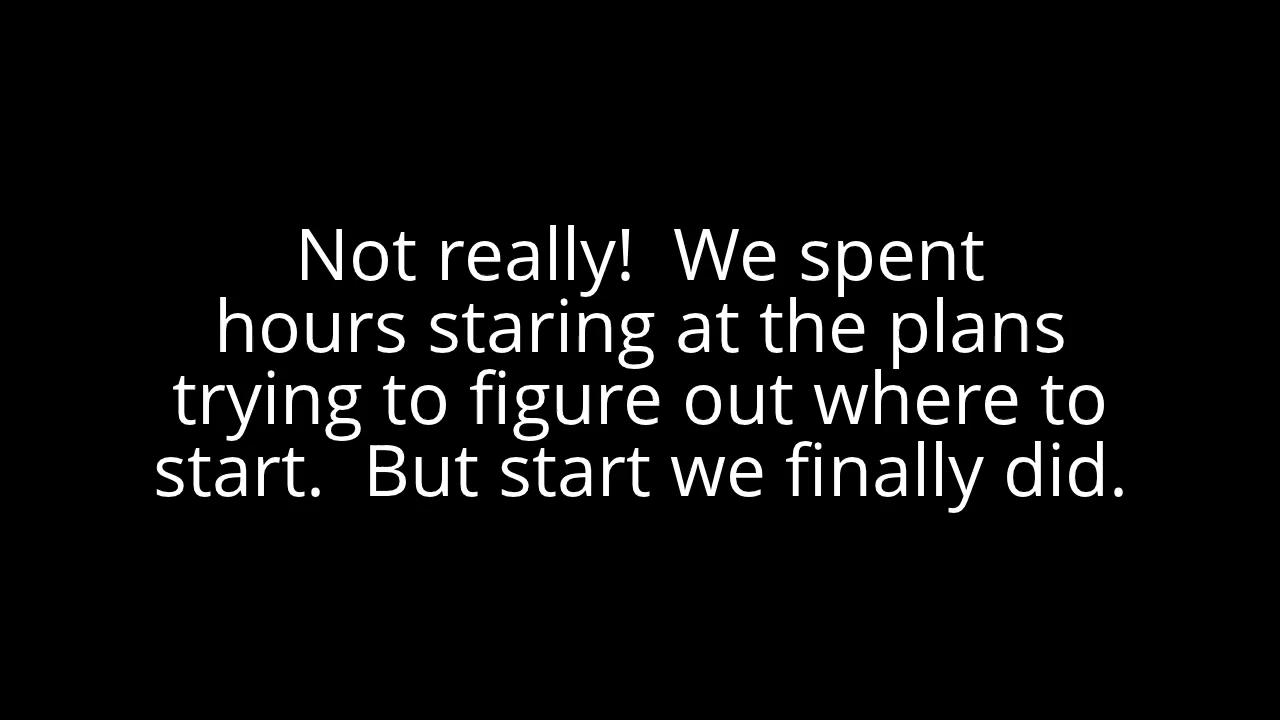 Not really!  We spent
hours staring at the plans
trying to figure out where to
start.  But start we finally did.